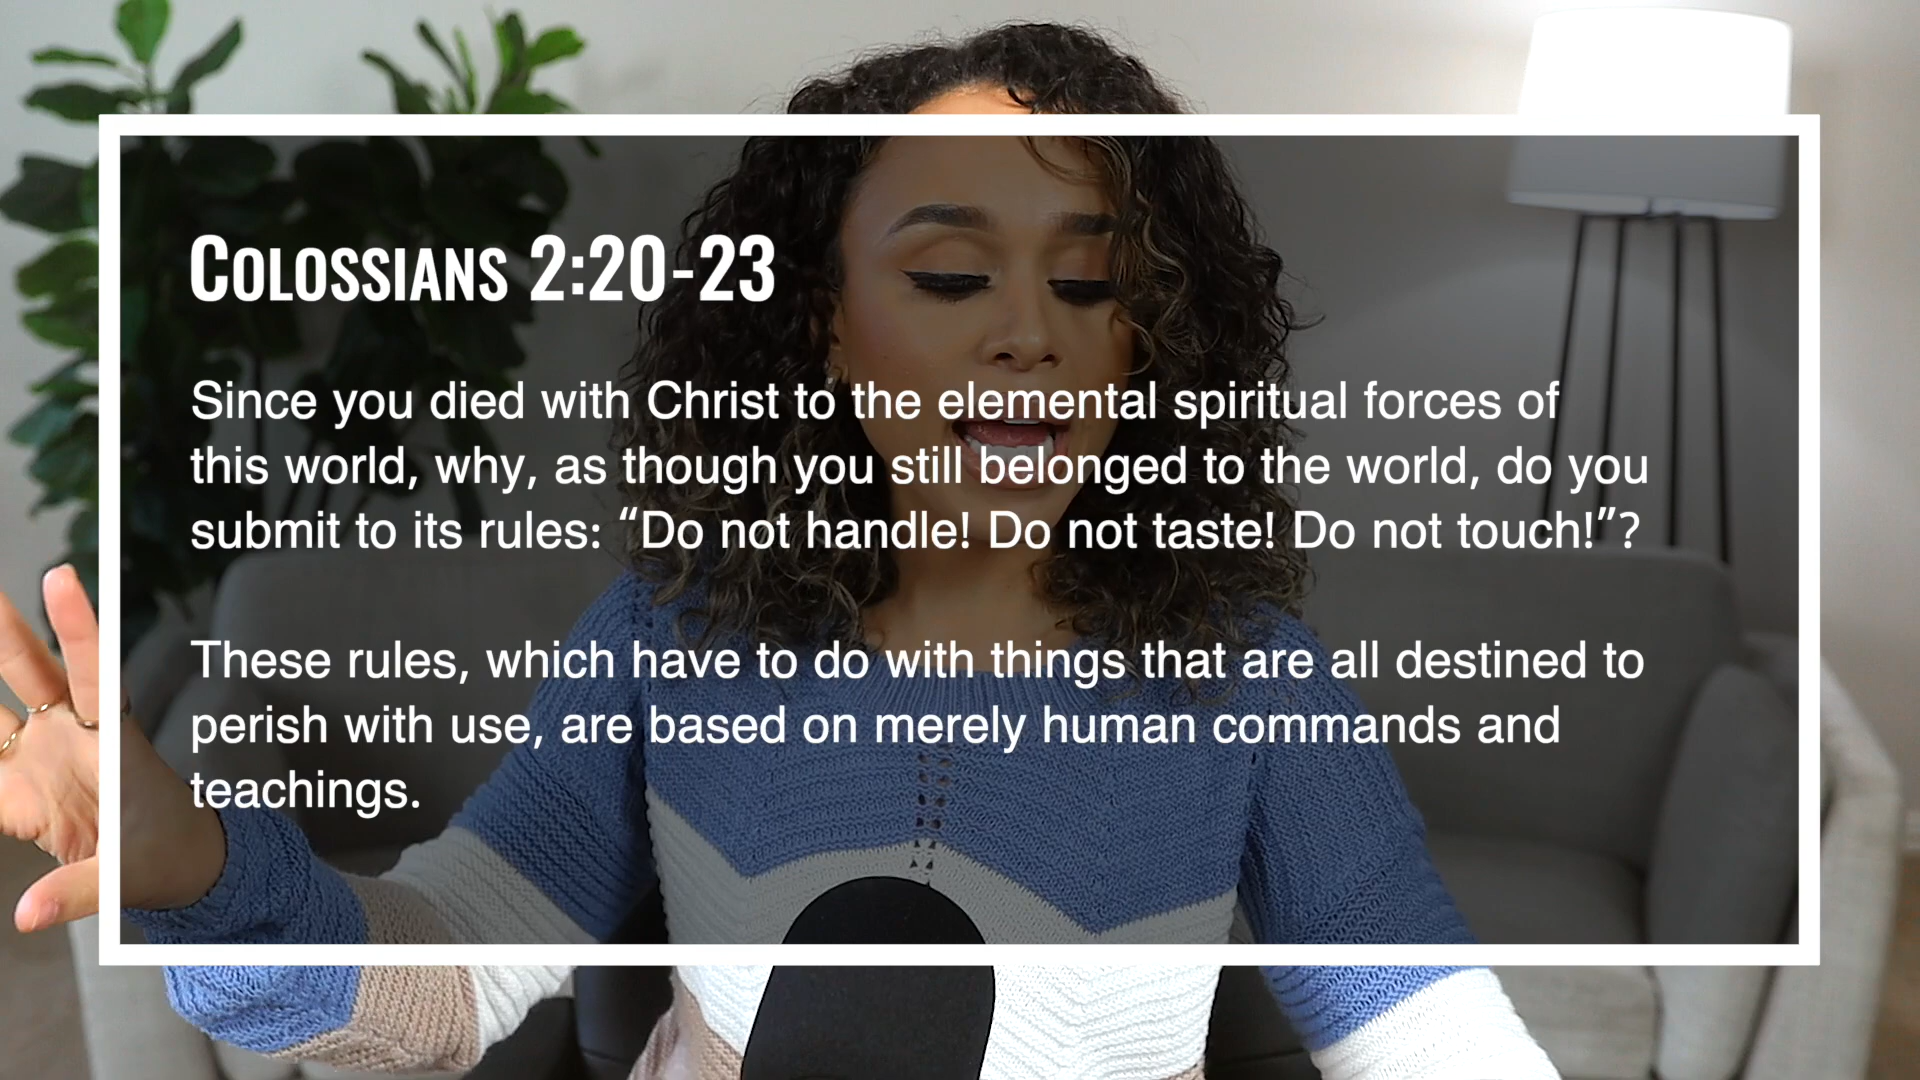 COLOSSIANS 2:20-23
Since you died with Christ to the elemental spiritual forces of
this world, why, as though you still belonged to the world, do you
submit to its rules: “Do not handle! Do not taste! Do not touch!”?
These rules, which have to do with things that are all destined to
perish with use, are based on merely human commands and
teachings.